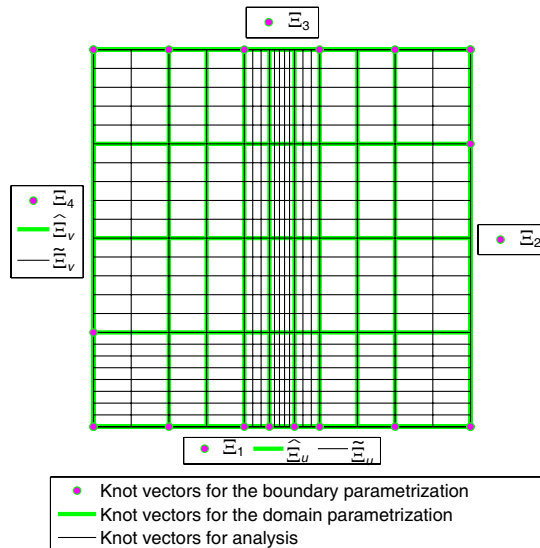 Ξ₃
Ξ₄
Ξ̂ᵥ
Ξ̃ᵥ
Ξ₂
Ξ₁ Ξ̂ᵤ Ξ̃ᵤ
Knot vectors for the boundary parametrization
Knot vectors for the domain parametrization
Knot vectors for analysis